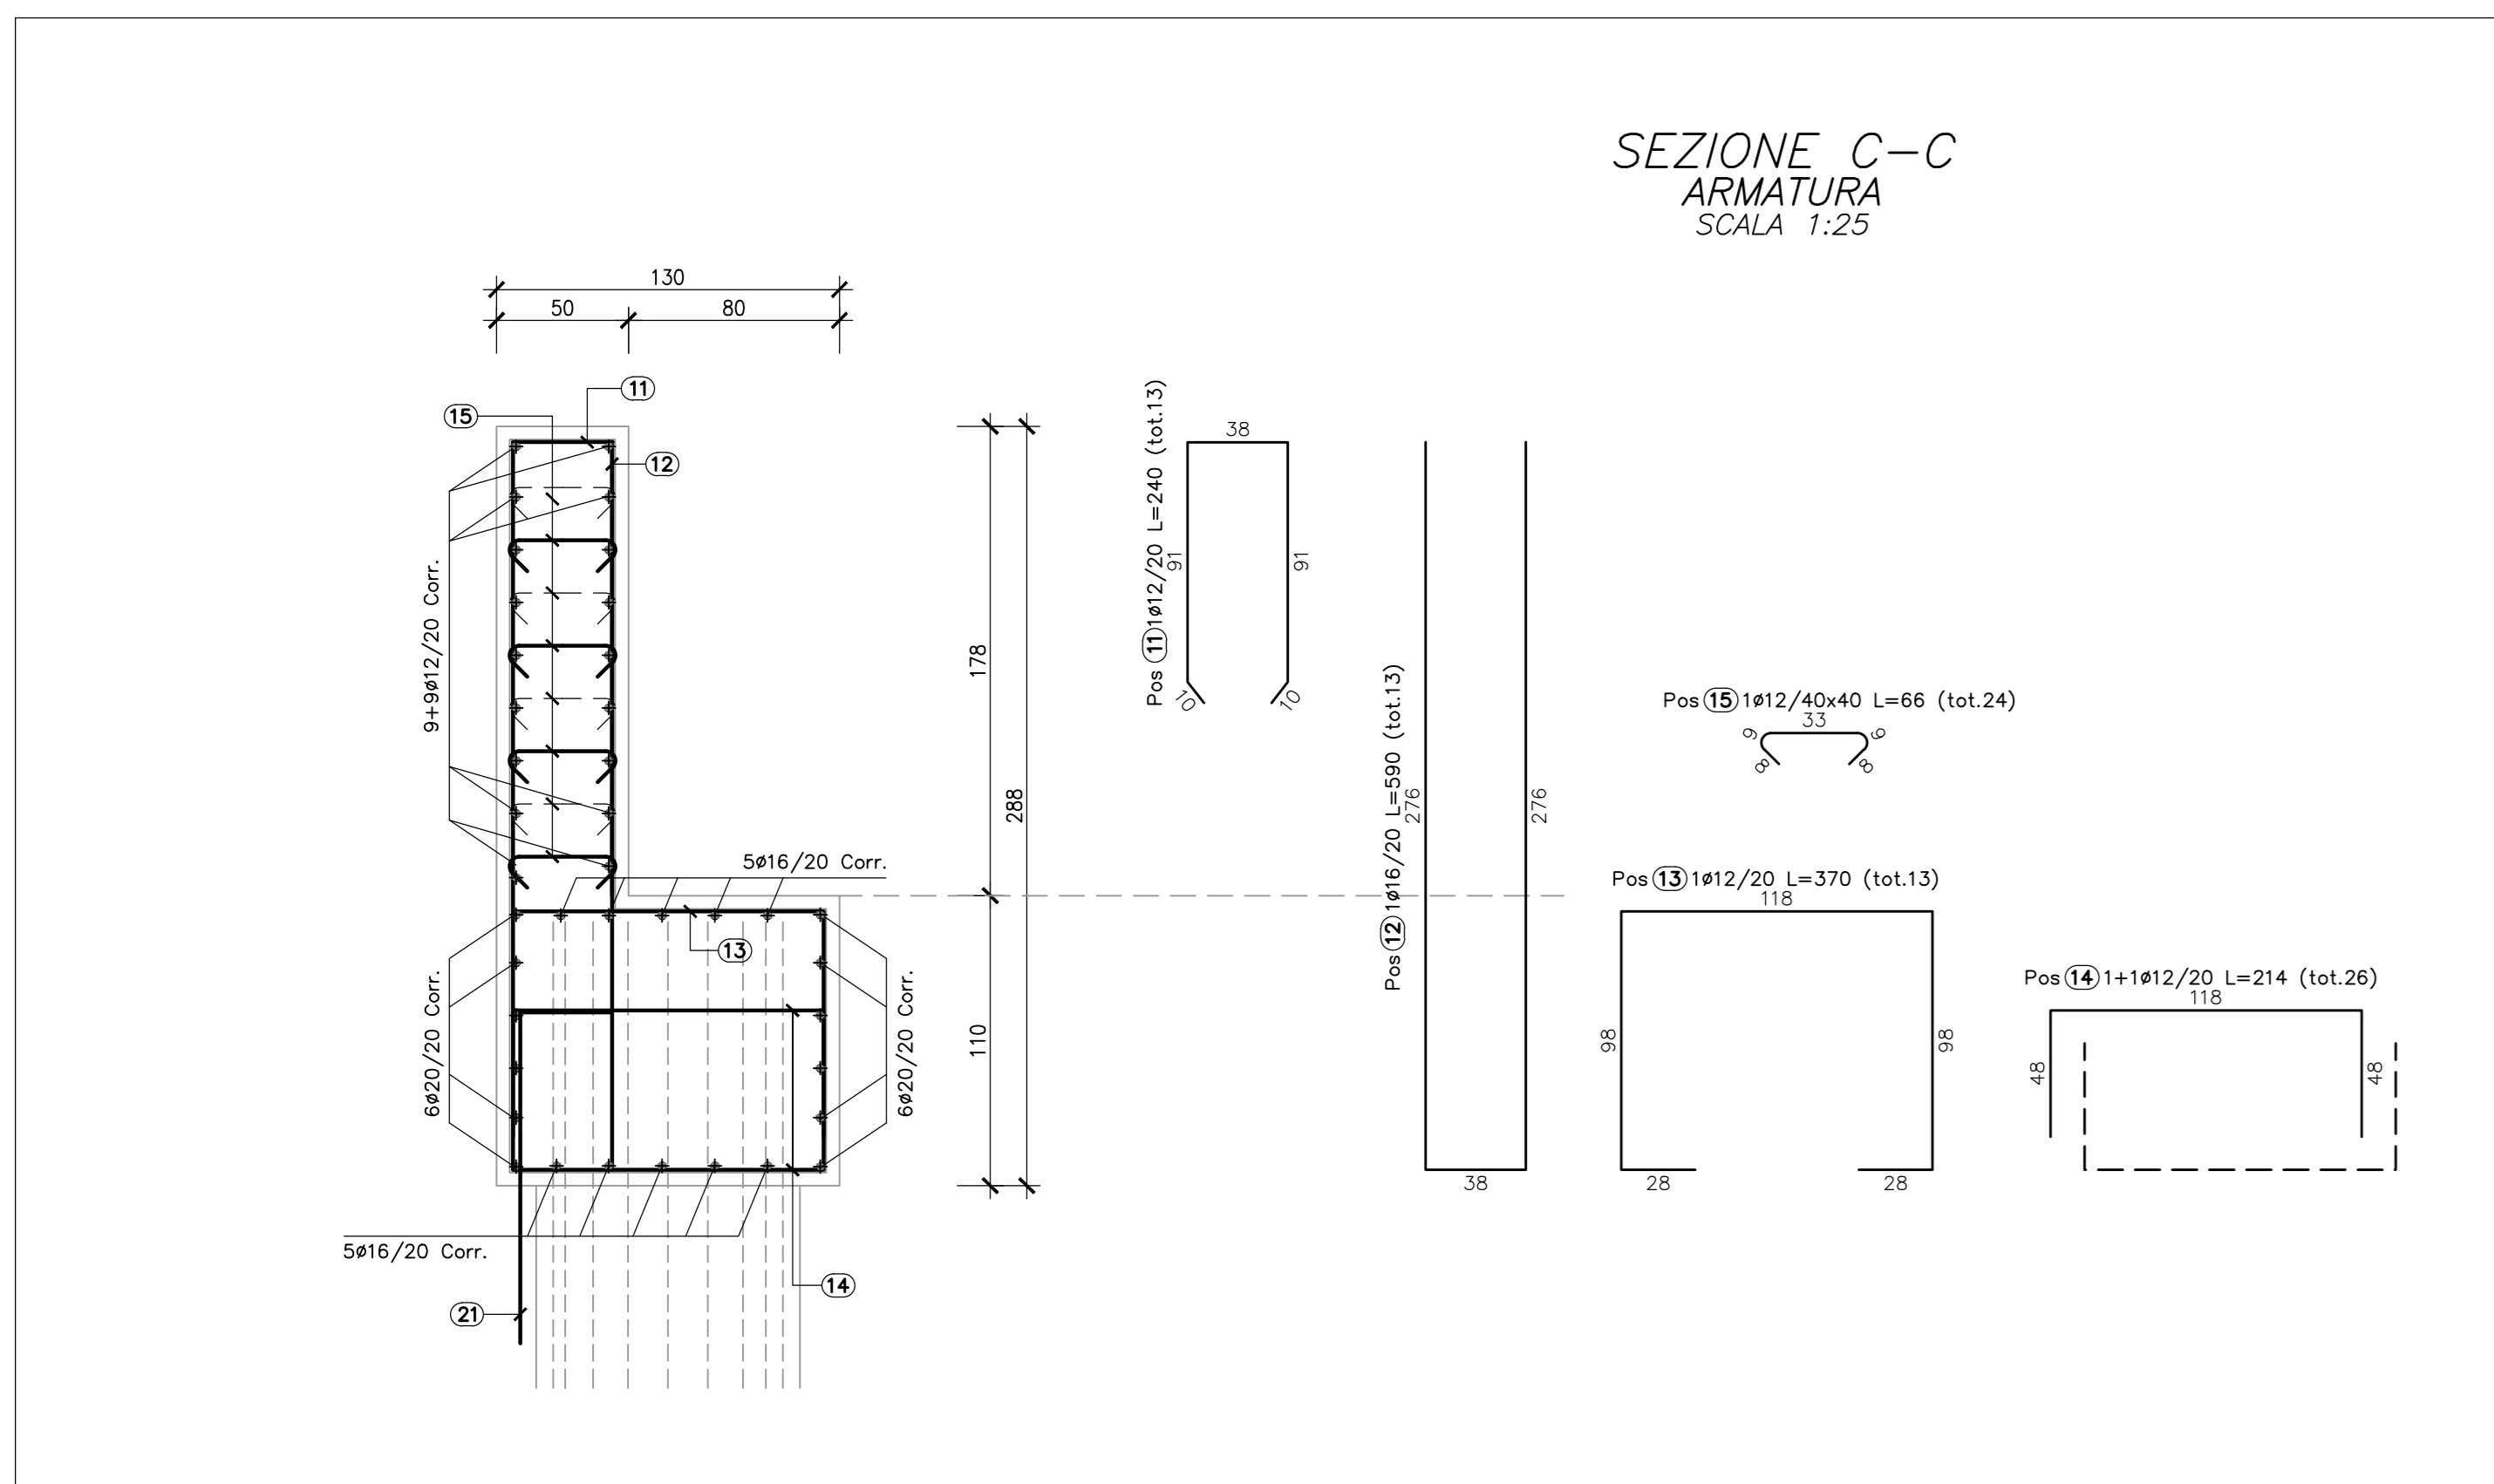 SEZIONE C-C
ARMATURA
SCALA 1:25
130
50
80
11
15
12
9+9ø12/20 Corr.
5ø16/20 Corr.
13
6ø20/20 Corr.
6ø20/20 Corr.
5ø16/20 Corr.
14
21
178
288
110
Pos 11 1ø12/20 L=240 (tot.13)
38
91
91
10
10
Pos 12 1ø16/20 L=590 (tot.13)
276
276
38
Pos 15 1ø12/40x40 L=66 (tot.24)
33
9
9
8
8
Pos 13 1ø12/20 L=370 (tot.13)
118
98
98
28
28
Pos 14 1+1ø12/20 L=214 (tot.26)
118
48
48